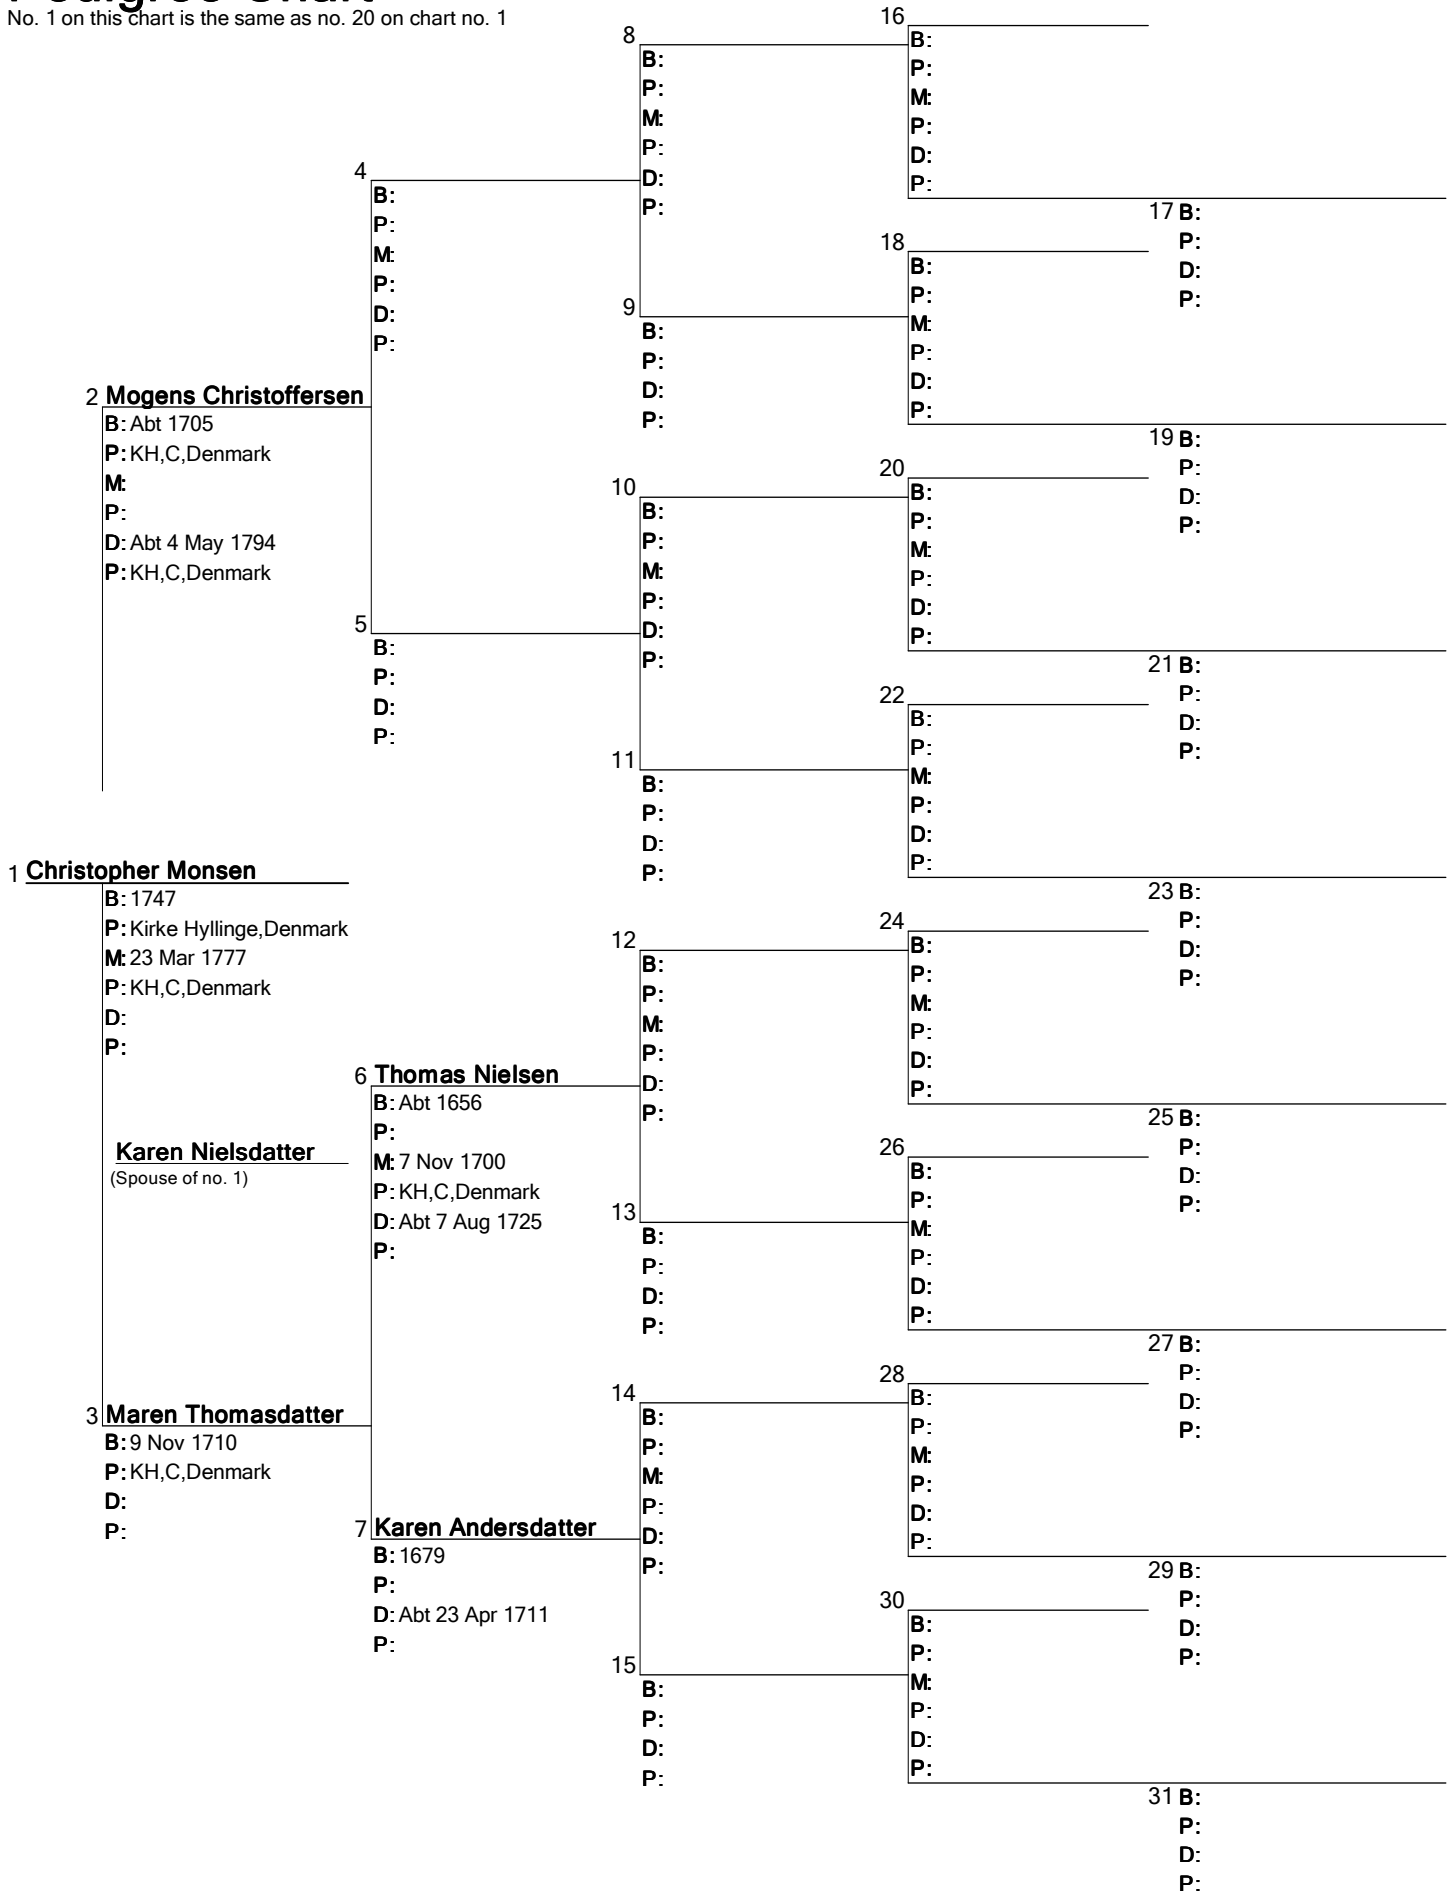 Pedigree Chart
No. 1 on this chart is the same as no. 20 on chart no. 1
1 Christopher Monsen
B: 1747
P: Kirke Hyllinge,Denmark
M: 23 Mar 1777
P: KH,C,Denmark
D:
P:
Karen Nielsdatter
(Spouse of no. 1)
2 Mogens Christoffersen
B: Abt 1705
P: KH,C,Denmark
M:
P:
D: Abt 4 May 1794
P: KH,C,Denmark
3 Maren Thomasdatter
B: 9 Nov 1710
P: KH,C,Denmark
D:
P:
4
B:
P:
M:
P:
D:
P:
5
B:
P:
D:
P:
6 Thomas Nielsen
B: Abt 1656
P:
M: 7 Nov 1700
P: KH,C,Denmark
D: Abt 7 Aug 1725
P:
7 Karen Andersdatter
B: 1679
P:
D: Abt 23 Apr 1711
P:
8
B:
P:
M:
P:
D:
P:
9
B:
P:
D:
P:
10
B:
P:
M:
P:
D:
P:
11
B:
P:
D:
P:
12
B:
P:
M:
P:
D:
P:
13
B:
P:
D:
P:
14
B:
P:
M:
P:
D:
P:
15
B:
P:
D:
P:
16
B:
P:
M:
P:
D:
P:
17 B:
P:
D:
P:
18
B:
P:
M:
P:
D:
P:
19 B:
P:
D:
P:
20
B:
P:
M:
P:
D:
P:
21 B:
P:
D:
P:
22
B:
P:
M:
P:
D:
P:
23 B:
P:
D:
P:
24
B:
P:
M:
P:
D:
P:
25 B:
P:
D:
P:
26
B:
P:
M:
P:
D:
P:
27 B:
P:
D:
P:
28
B:
P:
M:
P:
D:
P:
29 B:
P:
D:
P:
30
B:
P:
M:
P:
D:
P:
31 B:
P:
D:
P: